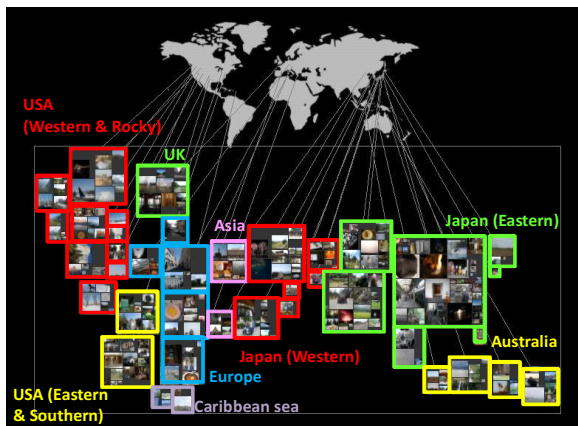 USA
(Western & Rocky)
UK
Asia
Japan (Eastern)
Japan (Western)
Australia
Europe
USA (Eastern
& Southern)
Caribbean sea